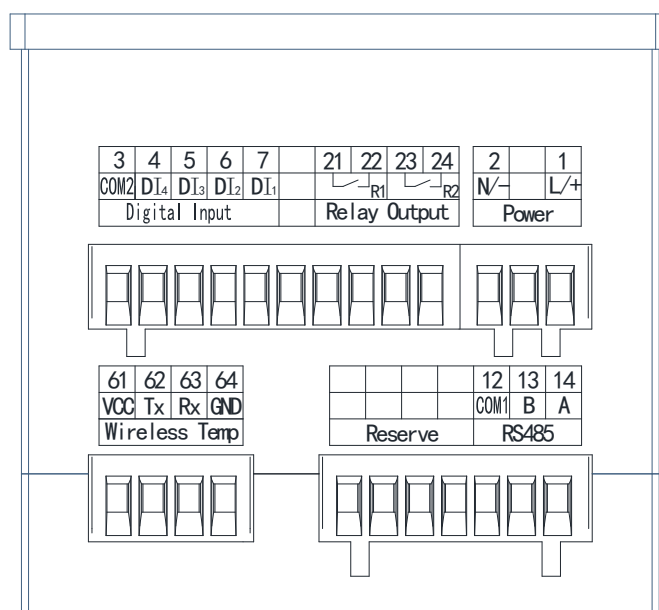 3 4 5 6 7 21 22 23 24 2 1
COM2 DI4 DI3 DI2 DI1 R1 R2 N/- L/+
Digital Input Relay Output Power
61 62 63 64 12 13 14
VCC Tx Rx GND COM1 B A
Wireless Temp Reserve RS485